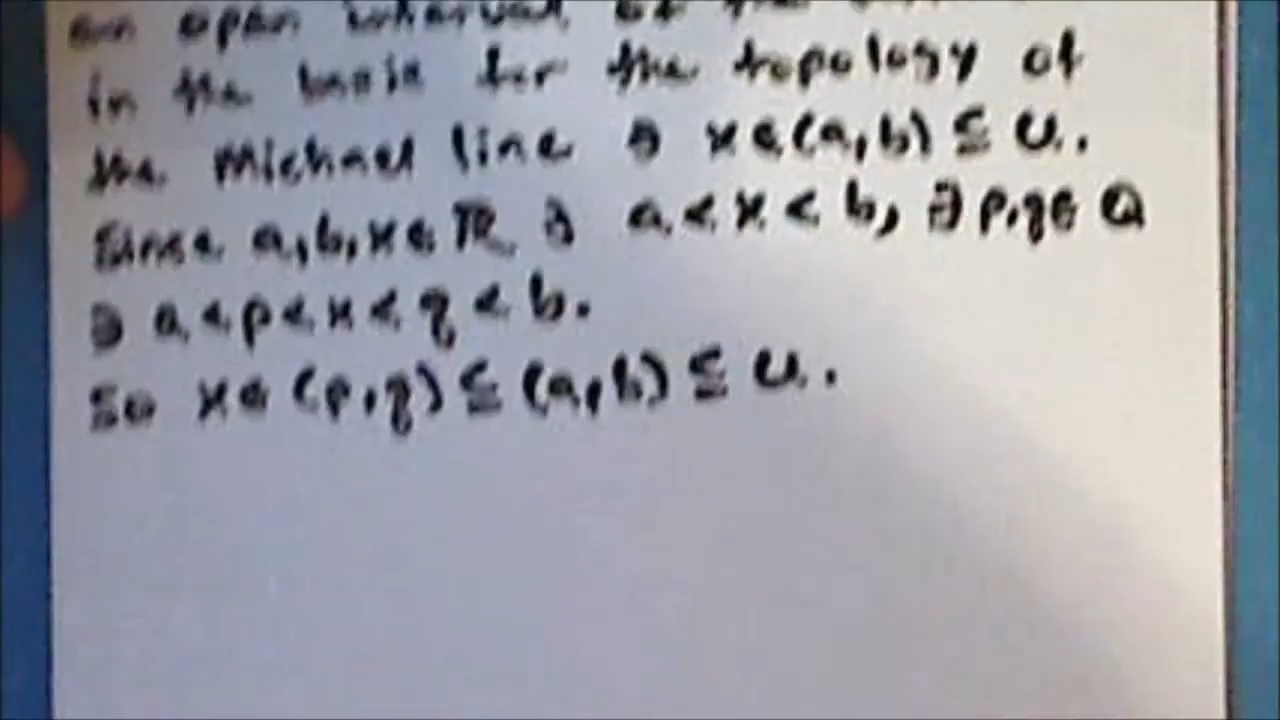 an open interval of the
in the basis for the topology of
the Michael line ∋ x∈(a,b) ⊆ U.
Since a,b,x∈ℝ ∋ a<x<b, ∃ p,q∈ Q
∋ a<p<x<q<b.
So x∈(p,q) ⊆ (a,b) ⊆ U.